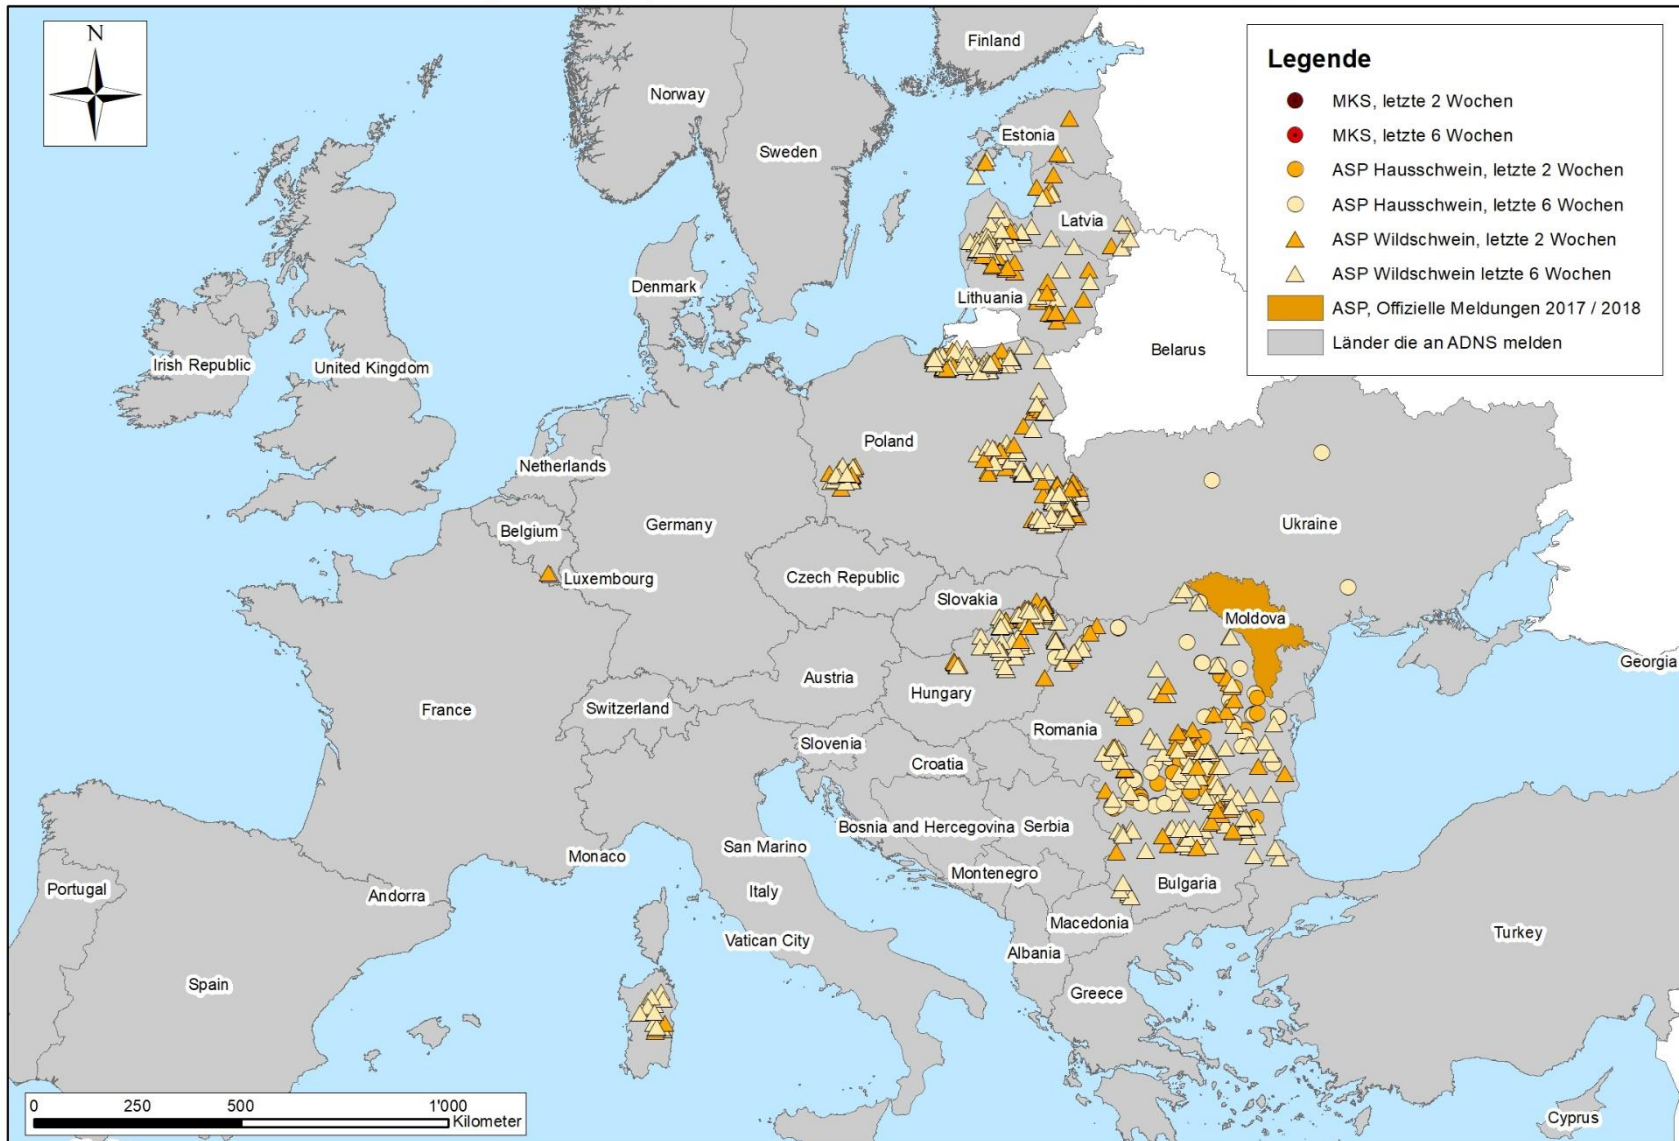 N
Finland
Norway
Sweden
Estonia
Latvia
Denmark
Lithuania
Belarus
Irish Republic
United Kingdom
Netherlands
Poland
Germany
Belgium
Ukraine
Luxembourg
Czech Republic
Slovakia
Moldova
Georgia
Austria
Hungary
France
Switzerland
Romania
Slovenia
Croatia
Bosnia and Hercegovina
Serbia
San Marino
Monaco
Montenegro
Portugal
Andorra
Italy
Bulgaria
Macedonia
Vatican City
Albania
Turkey
Spain
Greece
Cyprus
Legende
MKS, letzte 2 Wochen
MKS, letzte 6 Wochen
ASP Hausschwein, letzte 2 Wochen
ASP Hausschwein, letzte 6 Wochen
ASP Wildschwein, letzte 2 Wochen
ASP Wildschwein letzte 6 Wochen
ASP, Offizielle Meldungen 2017 / 2018
Länder die an ADNS melden
0 250 500 1'000
Kilometer